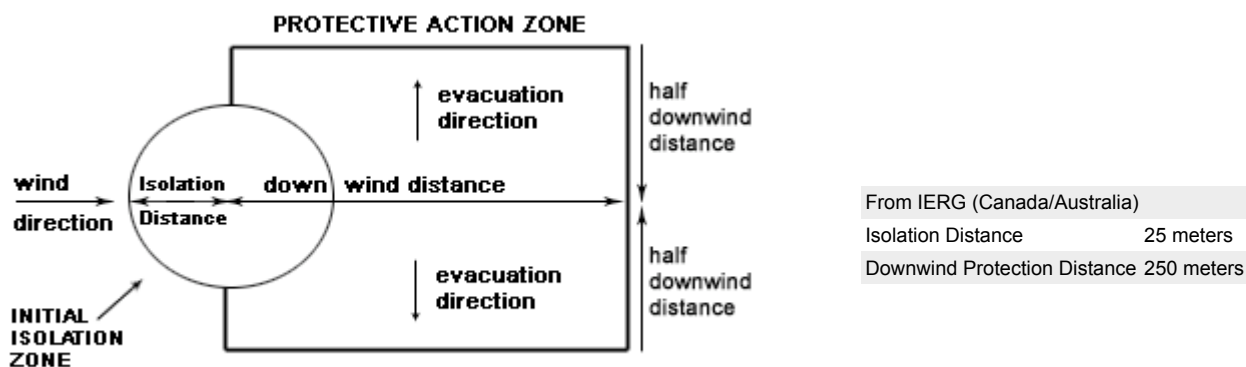 PROTECTIVE ACTION ZONE
evacuation
direction
half
downwind
distance
wind
direction
Isolation
Distance
down wind distance
evacuation
direction
half
downwind
distance
INITIAL
ISOLATION
ZONE
From IERG (Canada/Australia)
Isolation Distance 25 meters
Downwind Protection Distance 250 meters